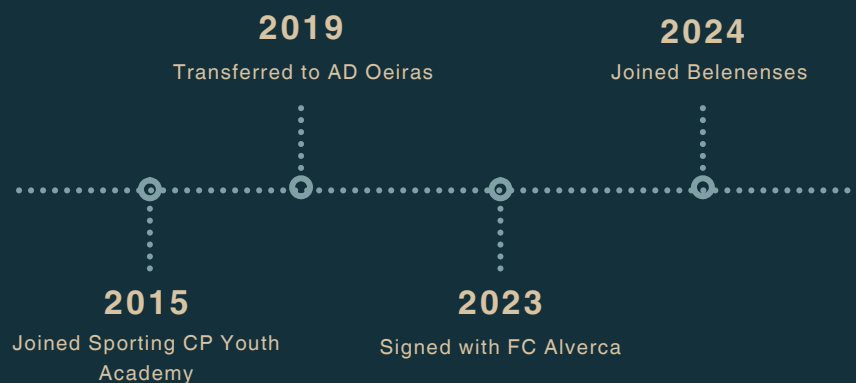 2019
Transferred to AD Oeiras
2024
Joined Belenenses
2015
Joined Sporting CP Youth
Academy
2023
Signed with FC Alverca